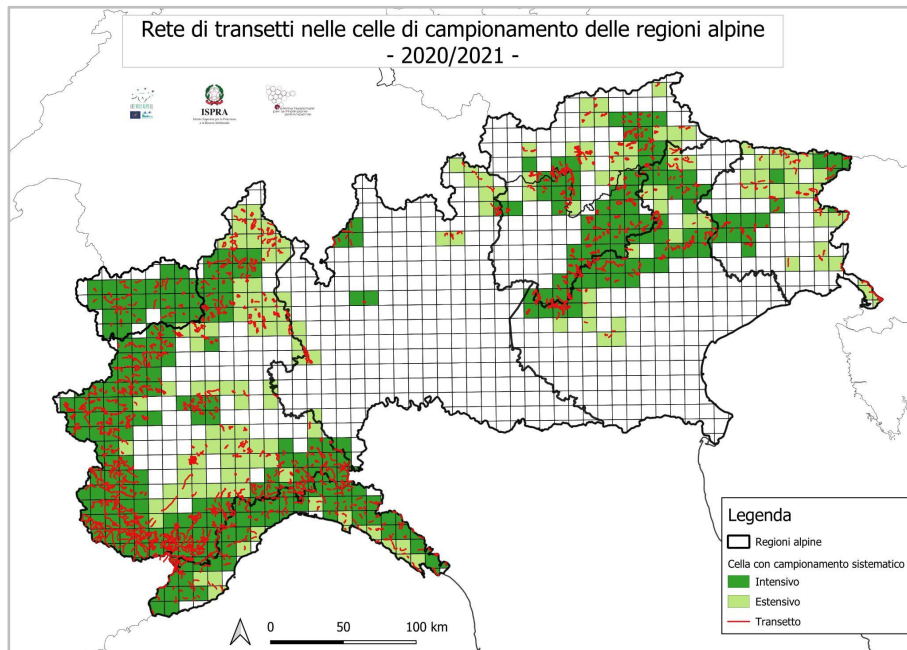 Rete di transetti nelle celle di campionamento delle regioni alpine
- 2020/2021 -
ISPRA
Legenda
Regioni alpine
Cella con campionamento sistematico
Intensivo
Estensivo
Transetto
0 50 100 km